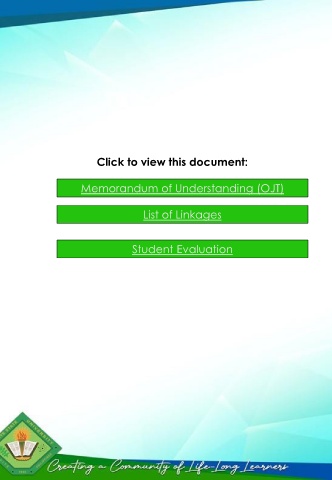 Click to view this document:
Memorandum of Understanding (OJT)
List of Linkages
Student Evaluation
Creating a Community of Life-Long Learners